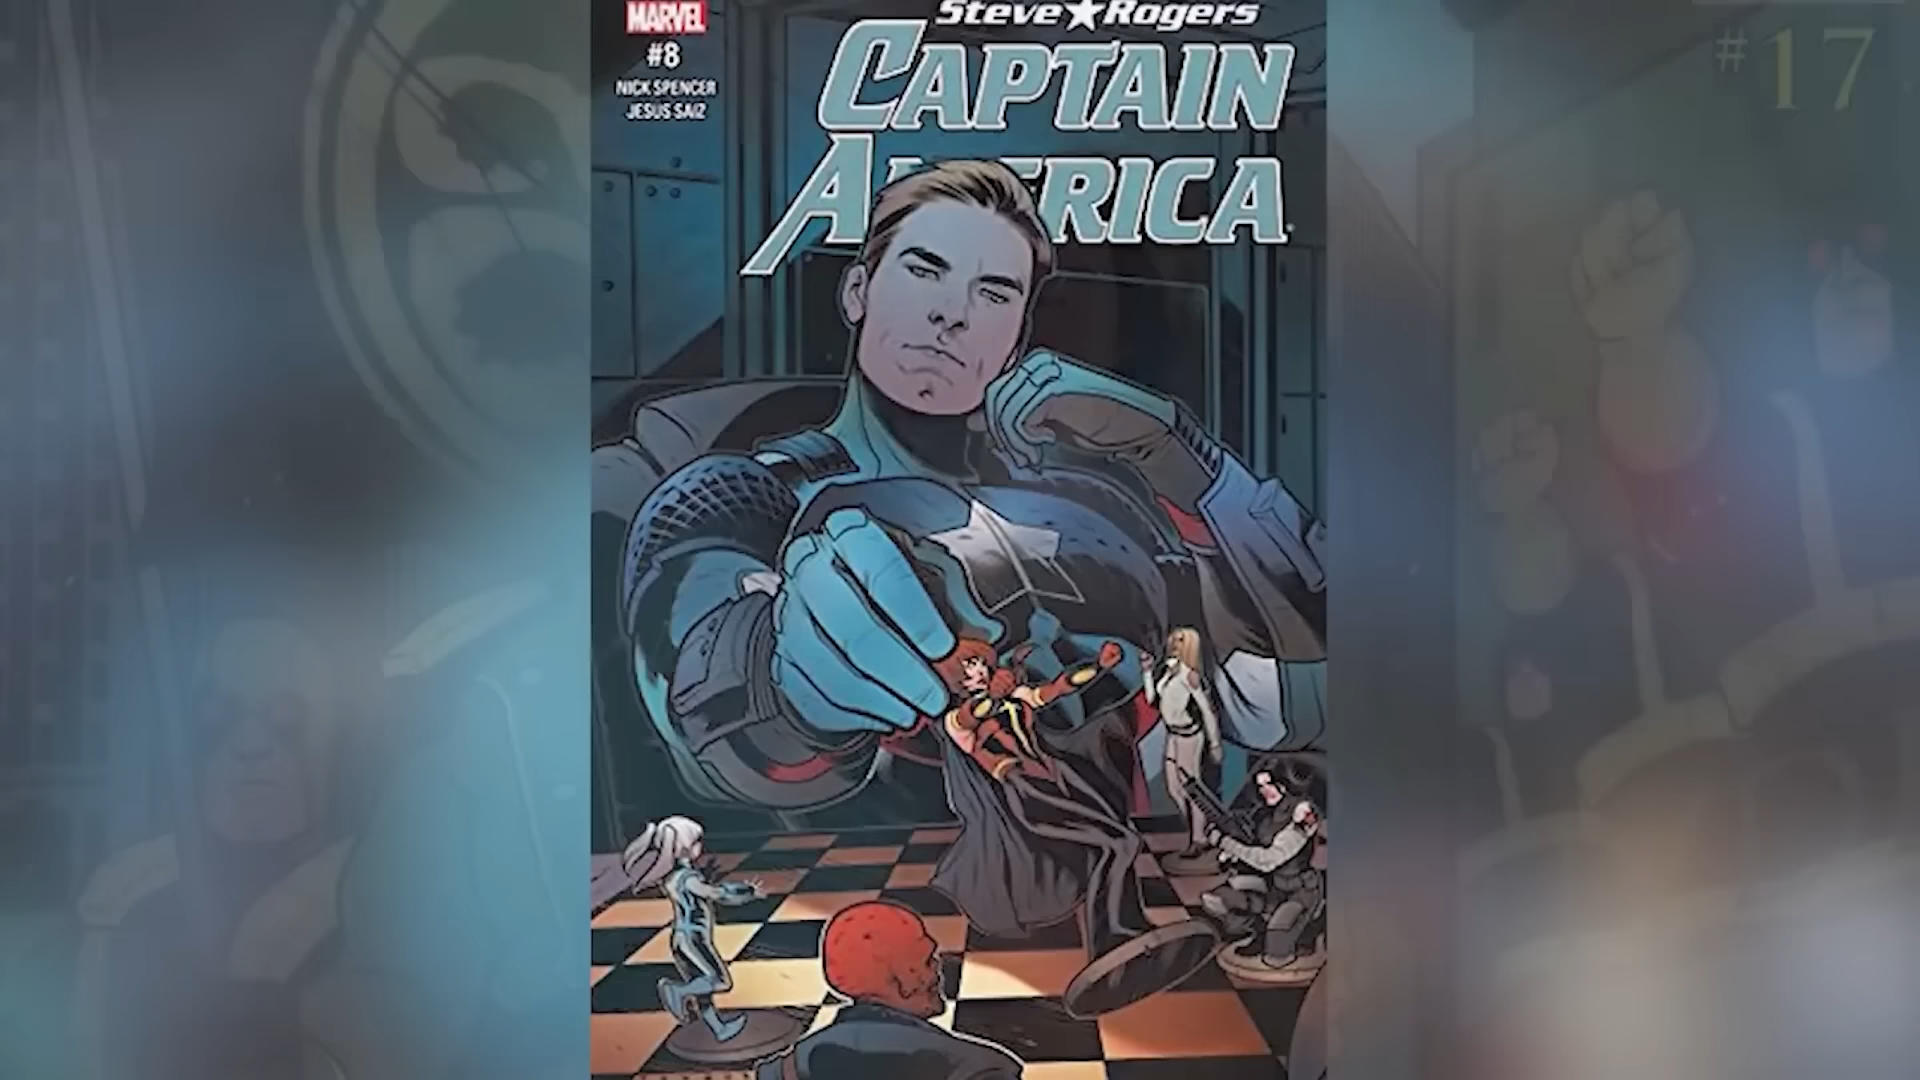 MARVEL
#8
NICK SPENCER
JESUS SAIZ
Steve★Rogers
CAPTAIN
AMERICA
#17